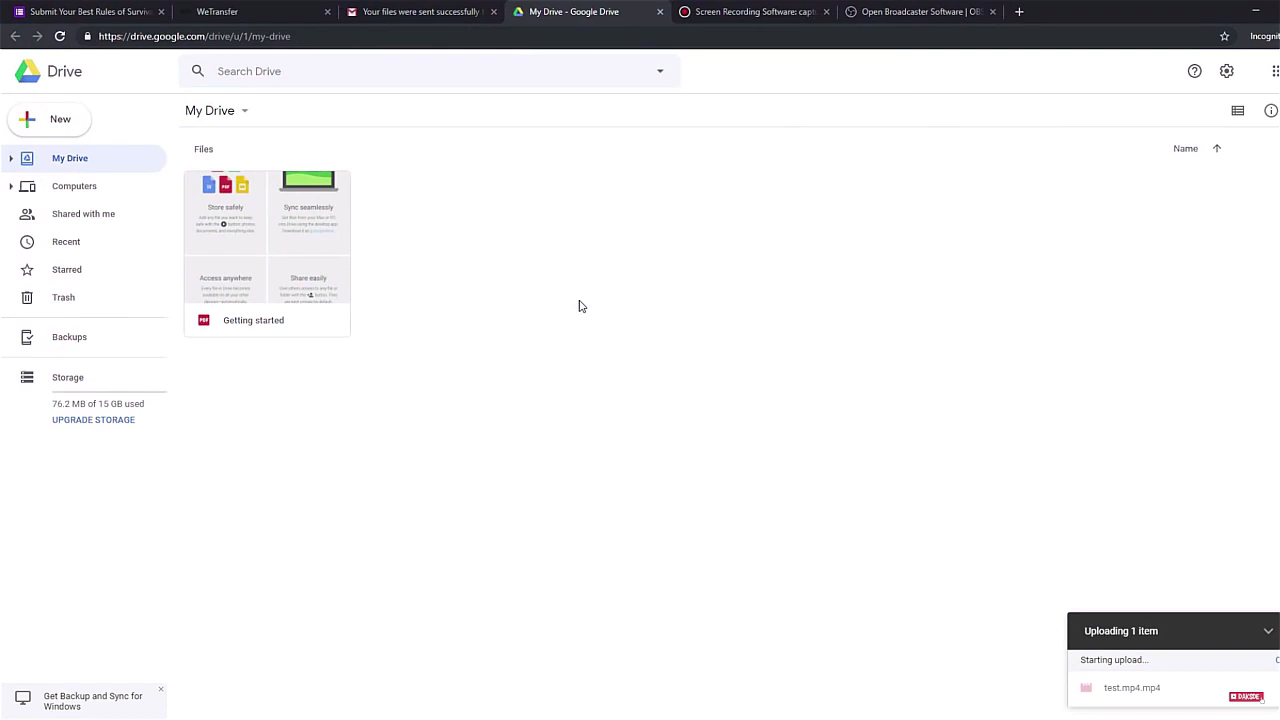 Submit Your Best Rules of Surviv
WeTransfer
Your files were sent successfully t
My Drive - Google Drive
Screen Recording Software: capt
Open Broadcaster Software | OBS
https://drive.google.com/drive/u/1/my-drive
Incognit
Drive
Search Drive
New
My Drive
My Drive
Computers
Shared with me
Recent
Starred
Trash
Backups
Storage
76.2 MB of 15 GB used
UPGRADE STORAGE
Get Backup and Sync for
Windows
Files
Name
Store safely
Sync seamlessly
Access anywhere
Share easily
PDF
Getting started
Uploading 1 item
Starting upload...
test.mp4.mp4